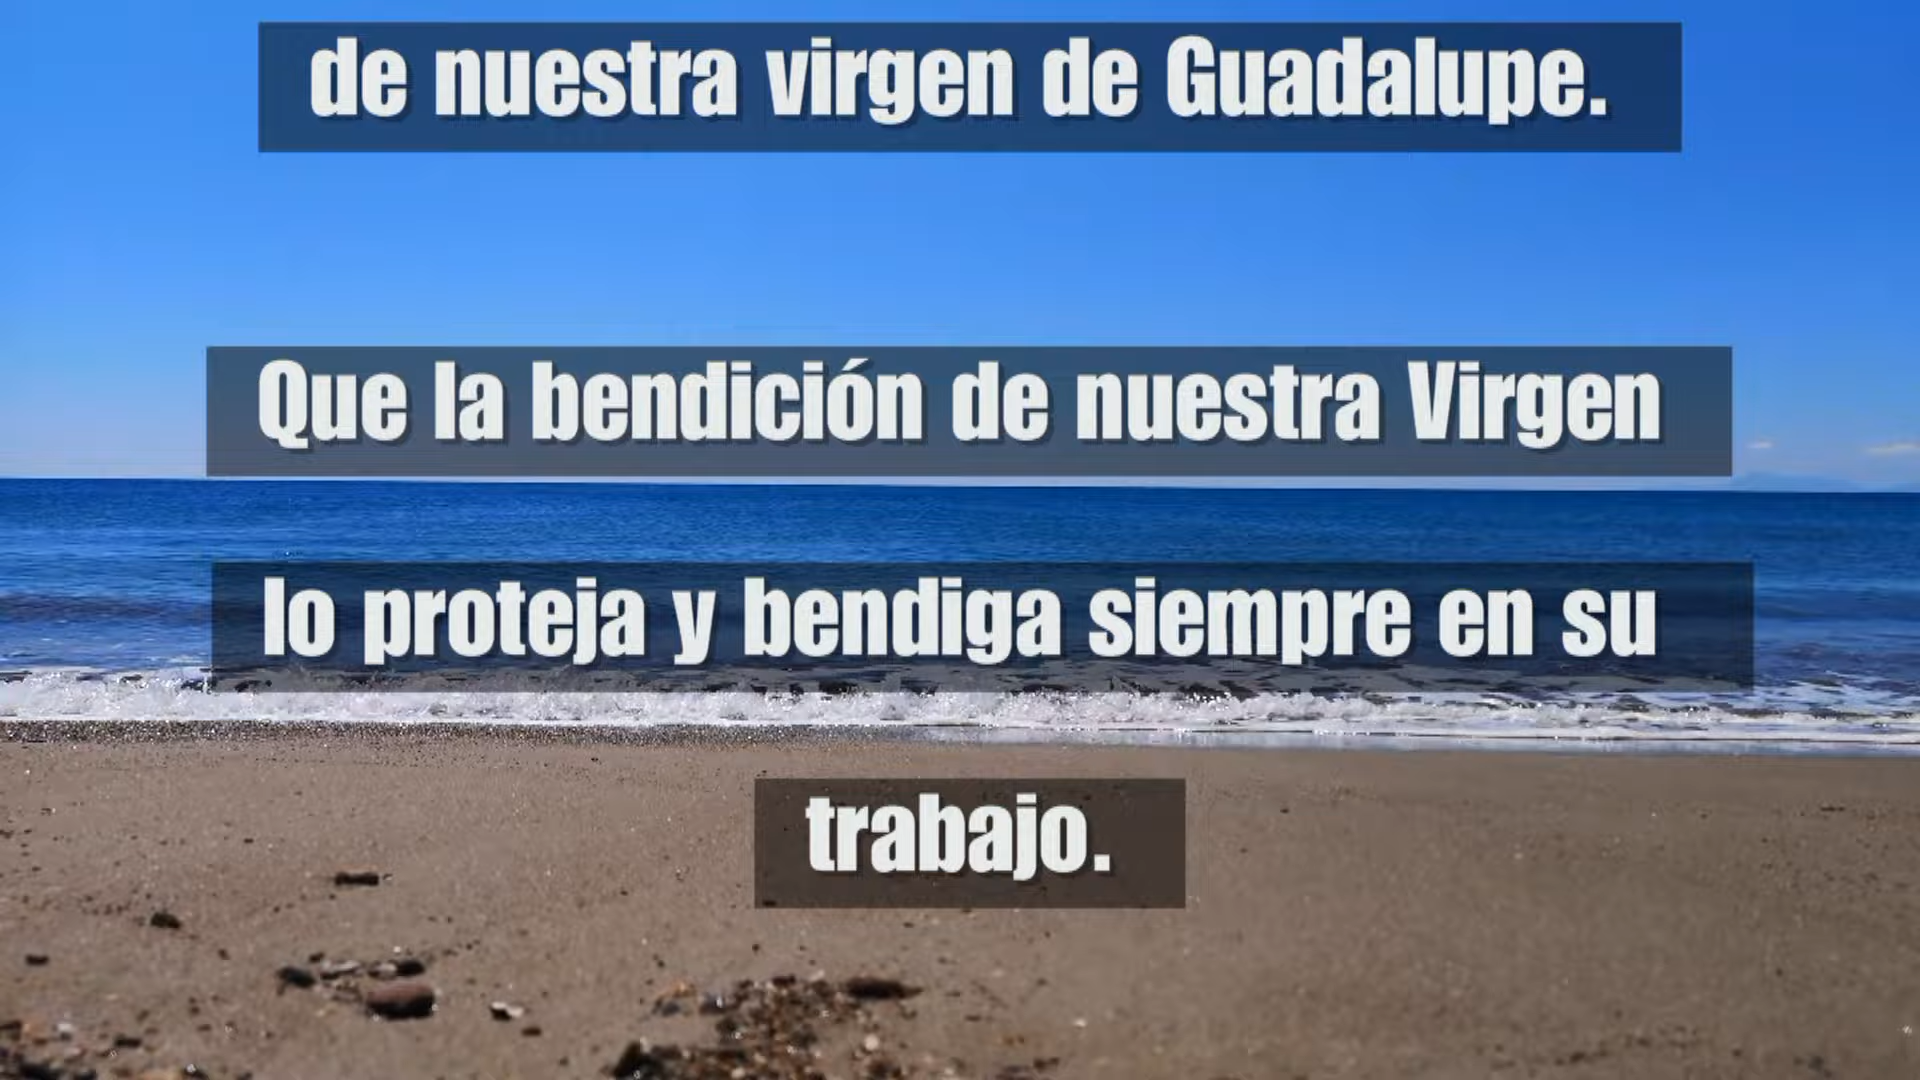 de nuestra virgen de Guadalupe.
Que la bendición de nuestra Virgen
lo proteja y bendiga siempre en su
trabajo.